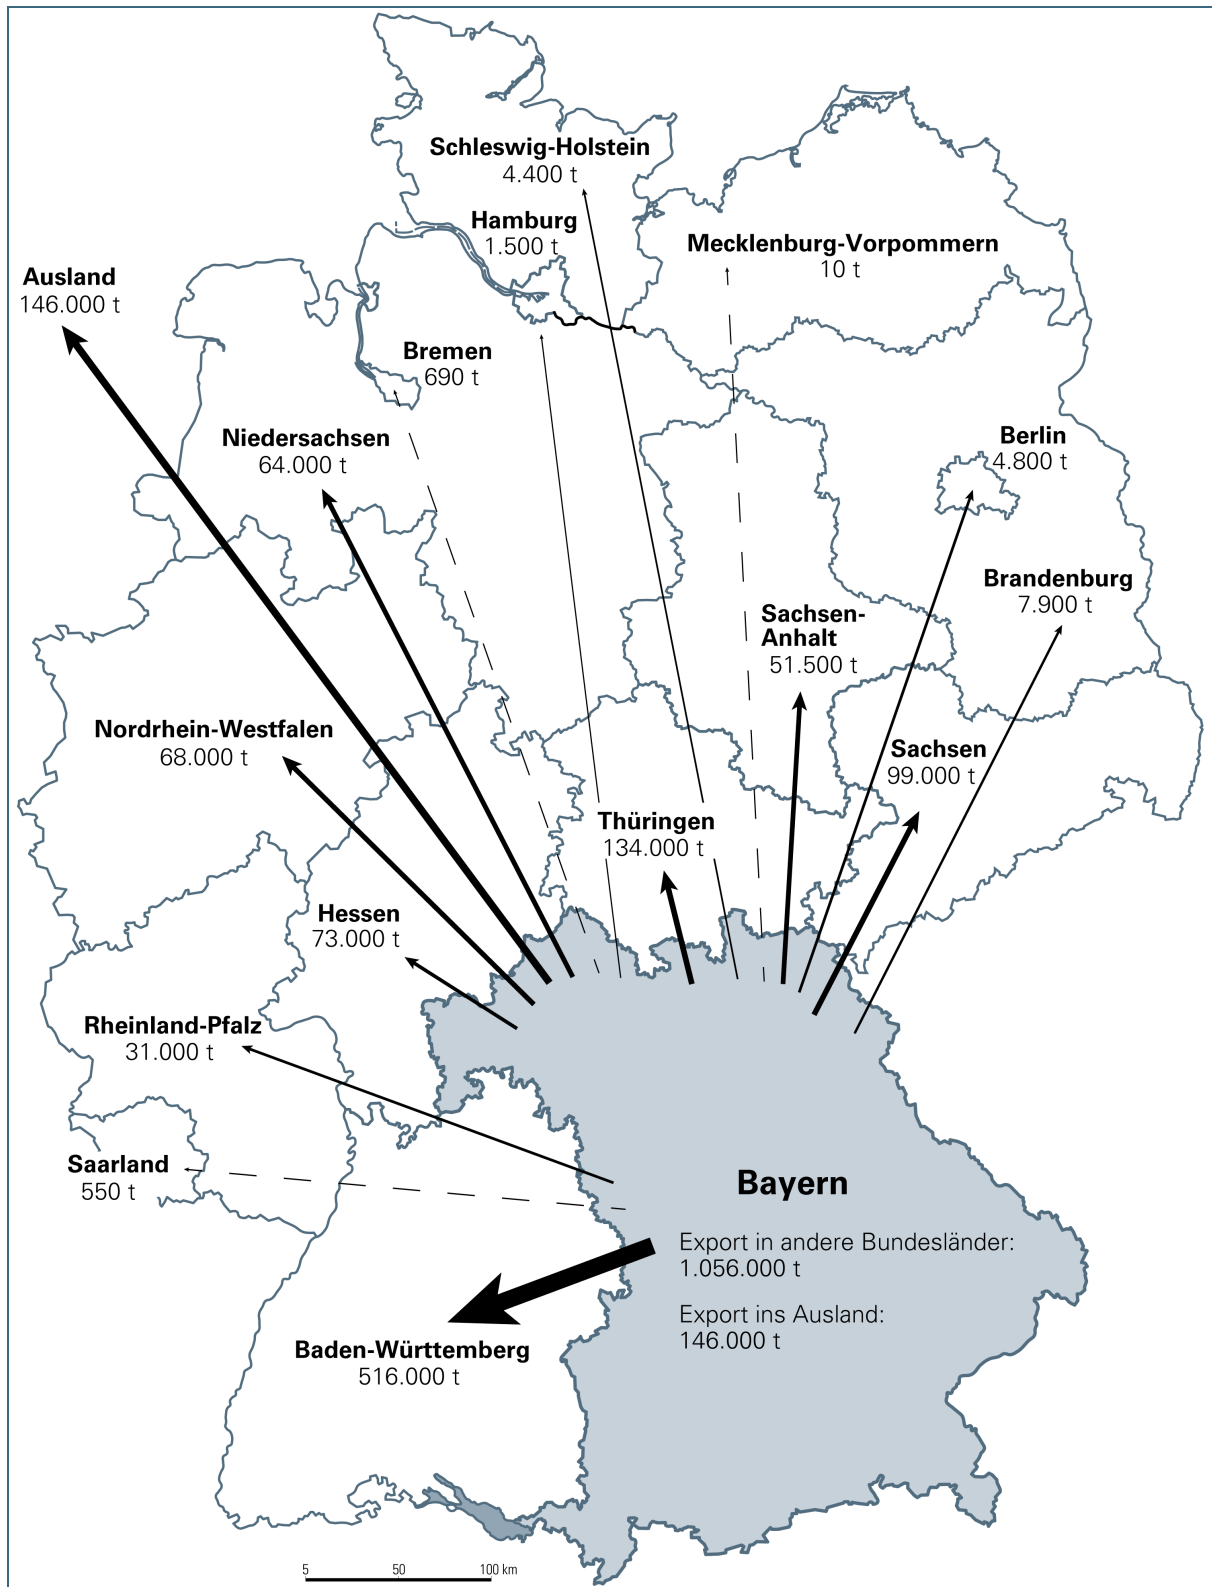 Schleswig-Holstein
4.400 t
Hamburg
1.500 t
Mecklenburg-Vorpommern
10 t
Ausland
146.000 t
Bremen
690 t
Niedersachsen
64.000 t
Berlin
4.800 t
Brandenburg
7.900 t
Sachsen-
Anhalt
51.500 t
Nordrhein-Westfalen
68.000 t
Sachsen
99.000 t
Thüringen
134.000 t
Hessen
73.000 t
Rheinland-Pfalz
31.000 t
Saarland
550 t
Bayern
Export in andere Bundesländer:
1.056.000 t
Export ins Ausland:
146.000 t
Baden-Württemberg
516.000 t
5 50 100 km